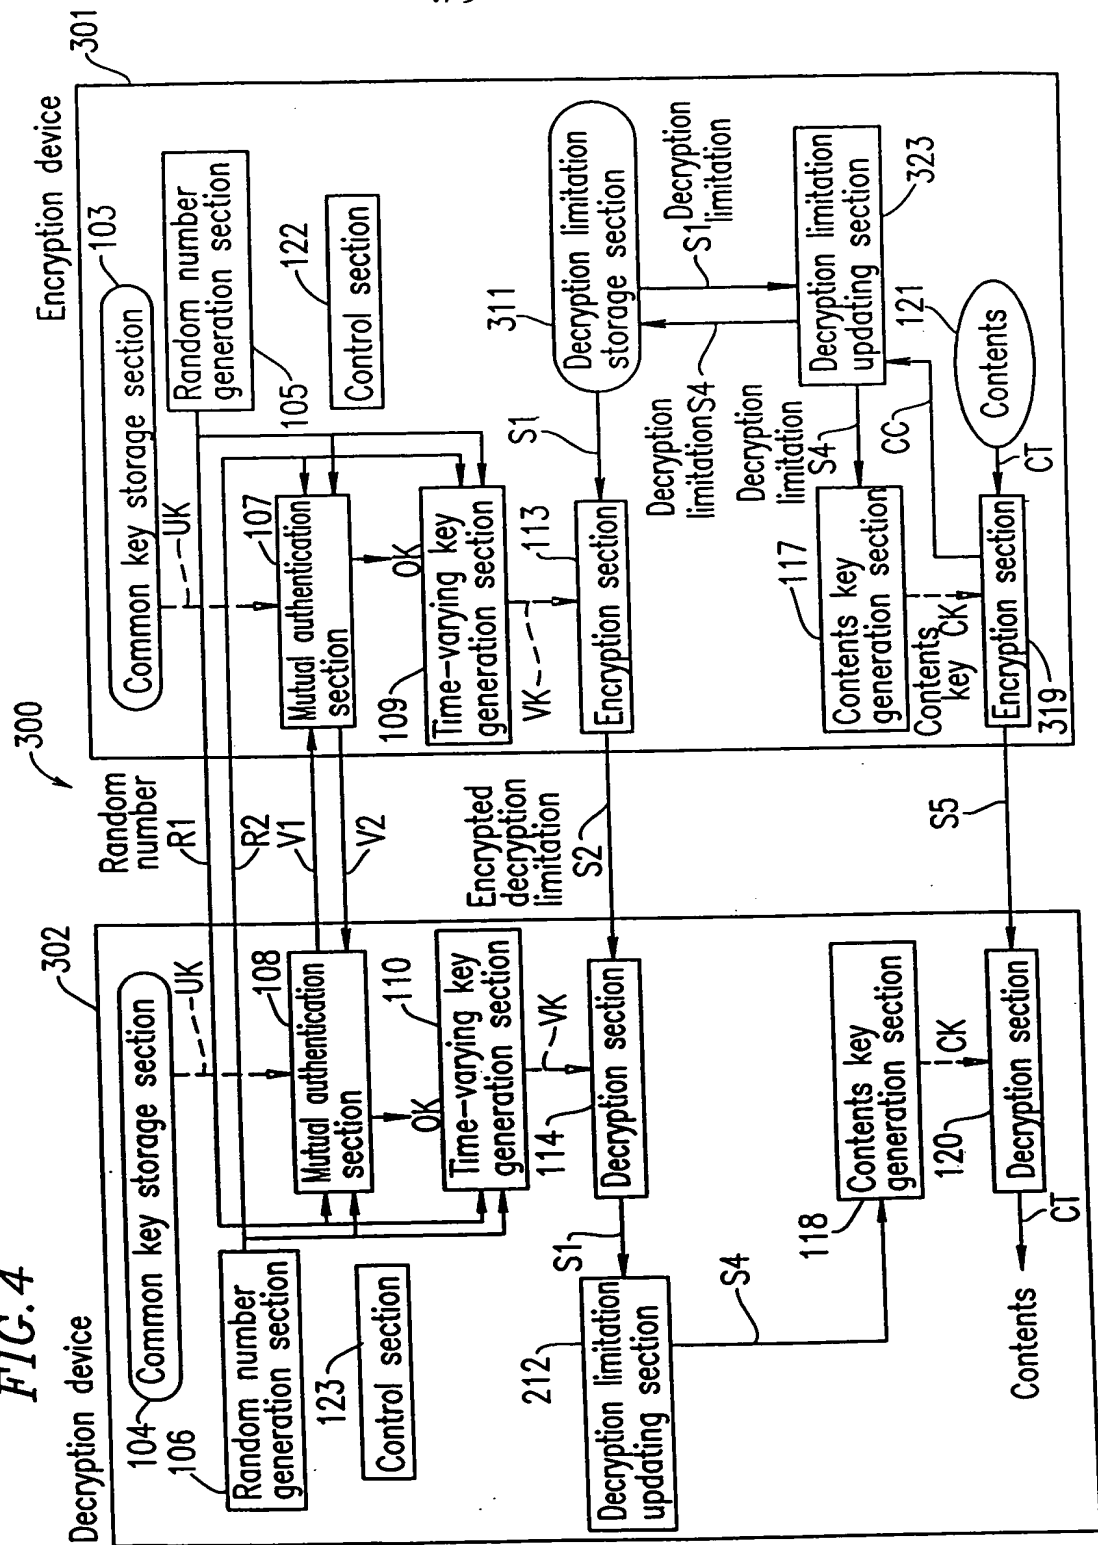 FIG. 4
300
Decryption device
302
104
Common key storage section
UK
106
Random number
generation section
123
Control section
108
Mutual authentication
section
OK
110
Time-varying key
generation section
VK
114
Decryption section
S1
212
Decryption limitation
updating section
S4
118
Contents key
generation section
CK
120
Decryption section
CT
Contents
Random
number
R1
R2
V1
V2
Encrypted
decryption
limitation
S2
S5
Encryption device
301
103
Common key storage section
UK
Random number
generation section
105
122
Control section
107
Mutual authentication
section
OK
109
Time-varying key
generation section
VK
113
Encryption section
S1
311
Decryption limitation
storage section
S1
Decryption
limitation
Decryption
limitation
S4
323
Decryption limitation
updating section
Decryption
limitation
S4
117
Contents key
generation section
Contents
key
CK
CC
121
Contents
CT
Encryption section
319